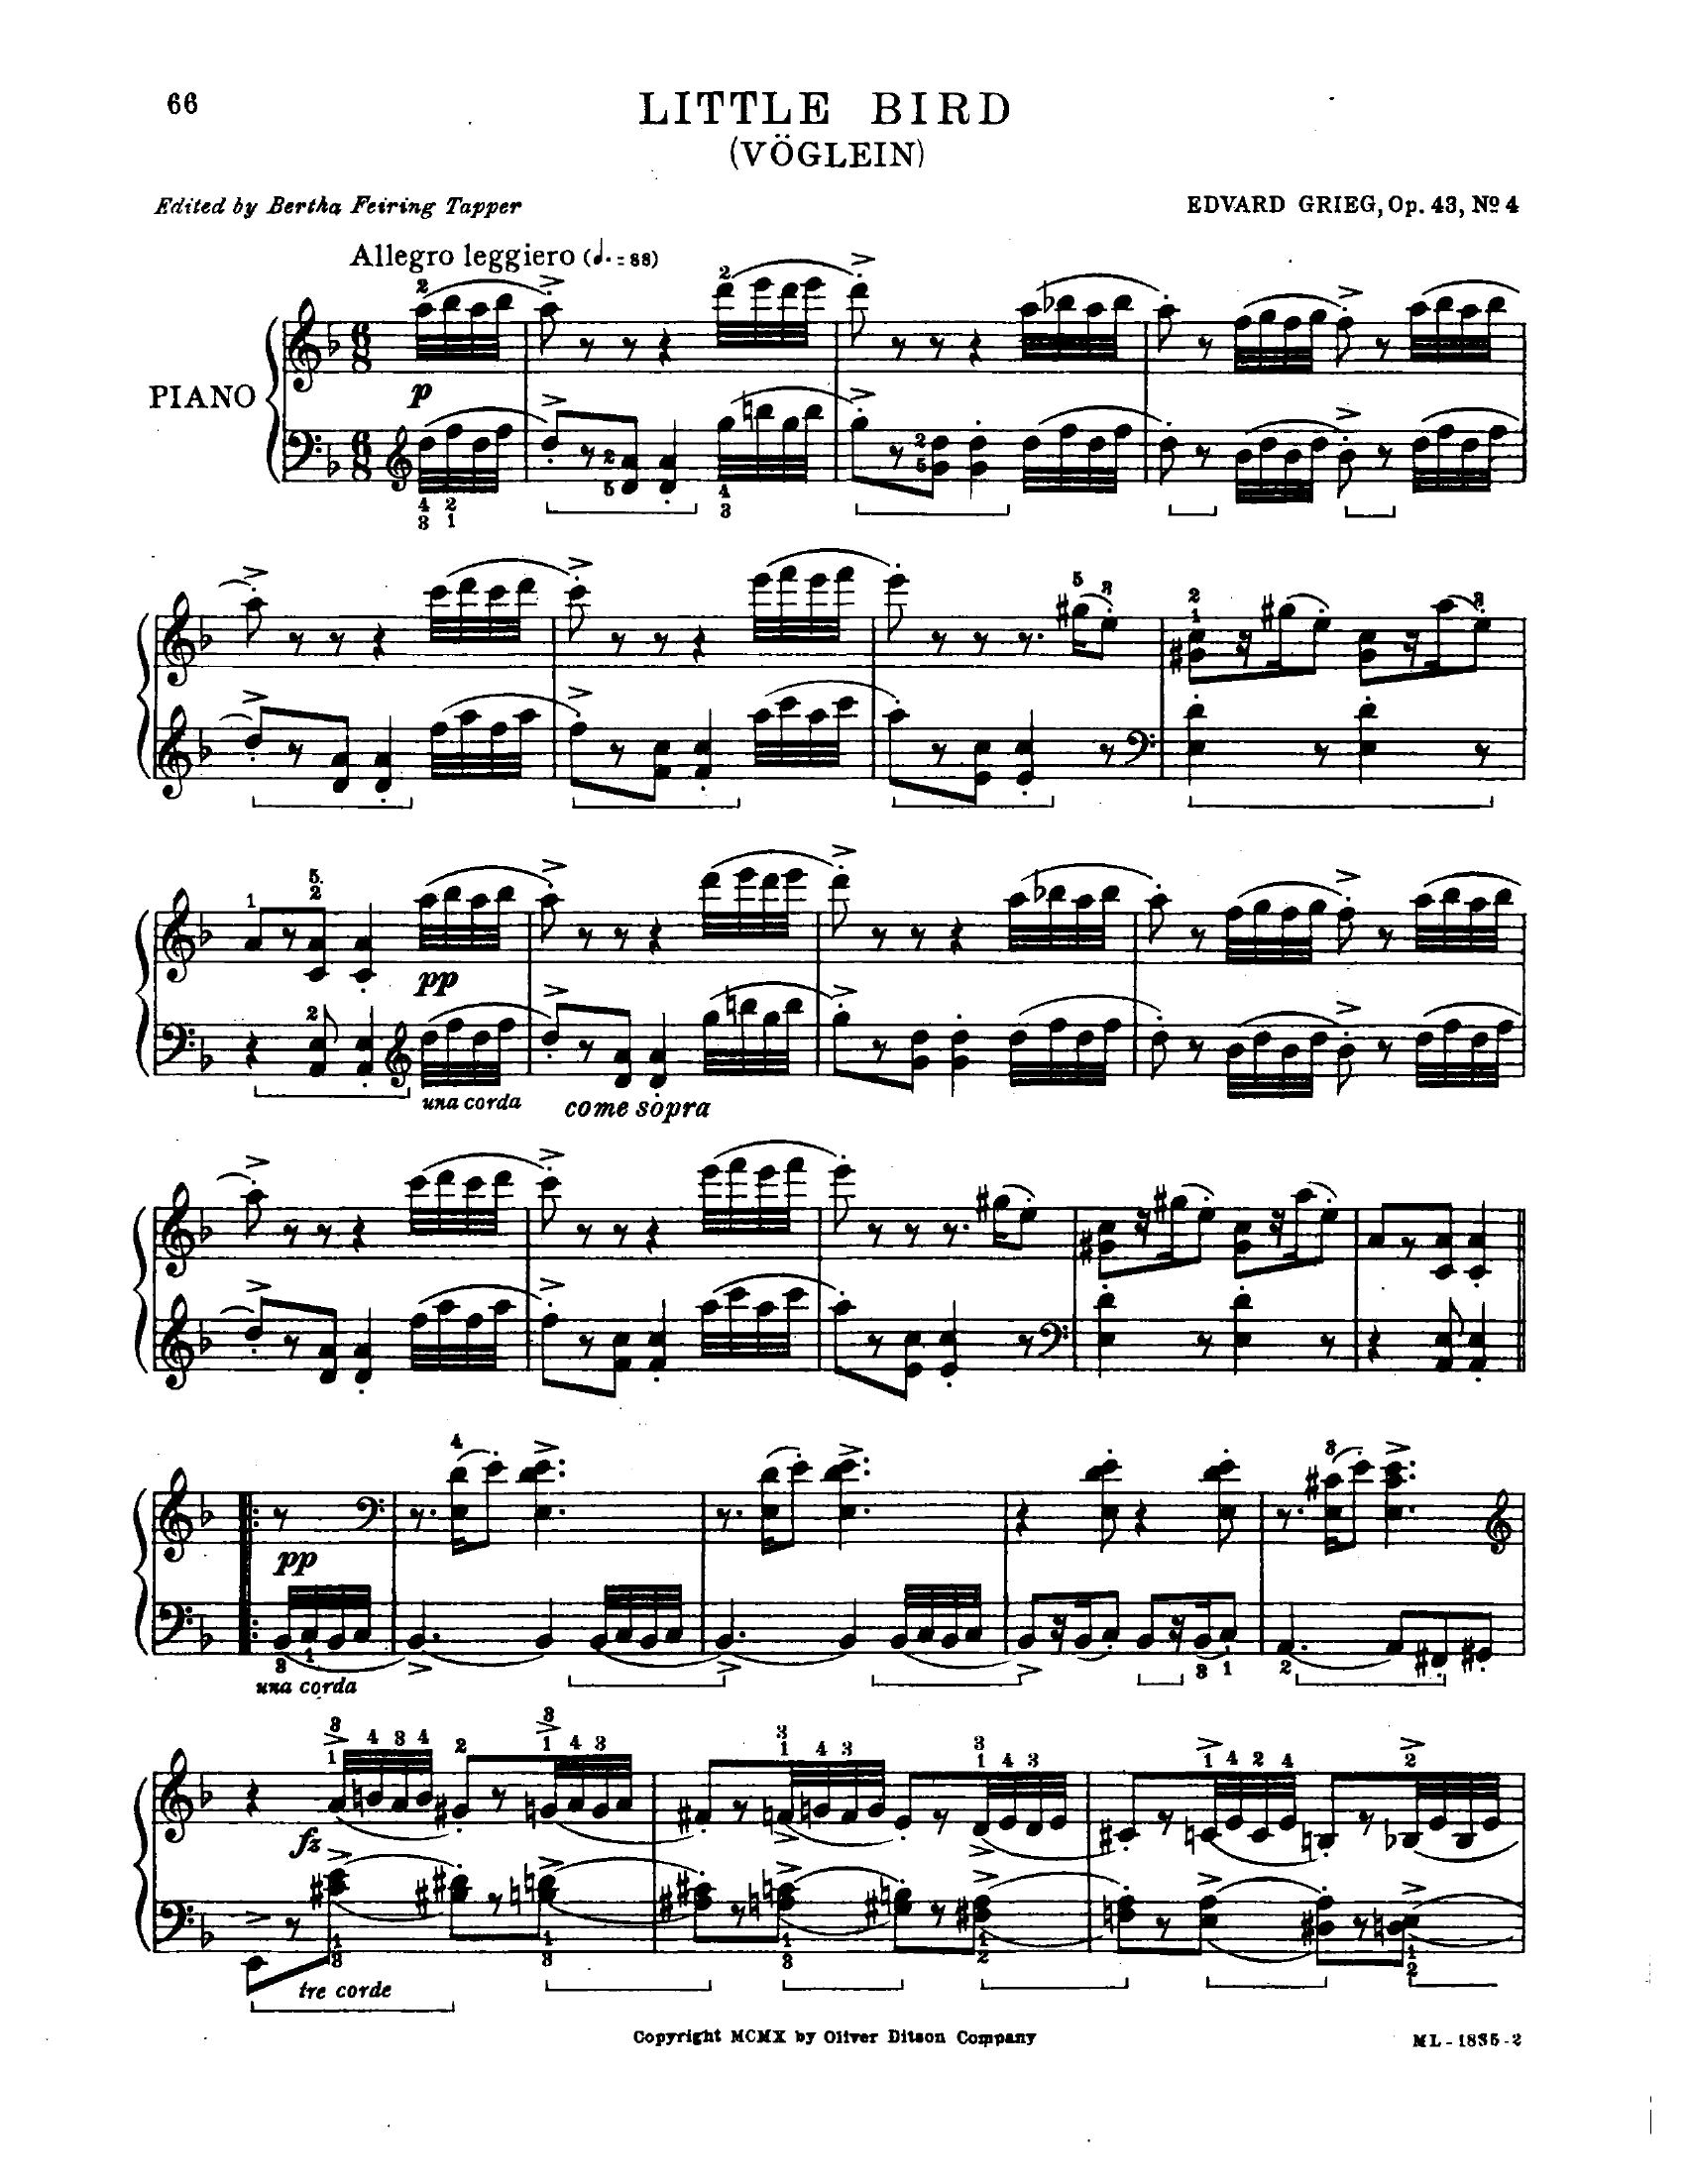 66
LITTLE BIRD
(VÖGLEIN)
Edited by Bertha Feiring Tapper
EDVARD GRIEG, Op. 43, Nº 4
Allegro leggiero (♩. = 88)
PIANO
p
pp
una corda
come sopra
pp
una corda
fz
tre corde
Copyright MCMX by Oliver Ditson Company
ML-1835-2